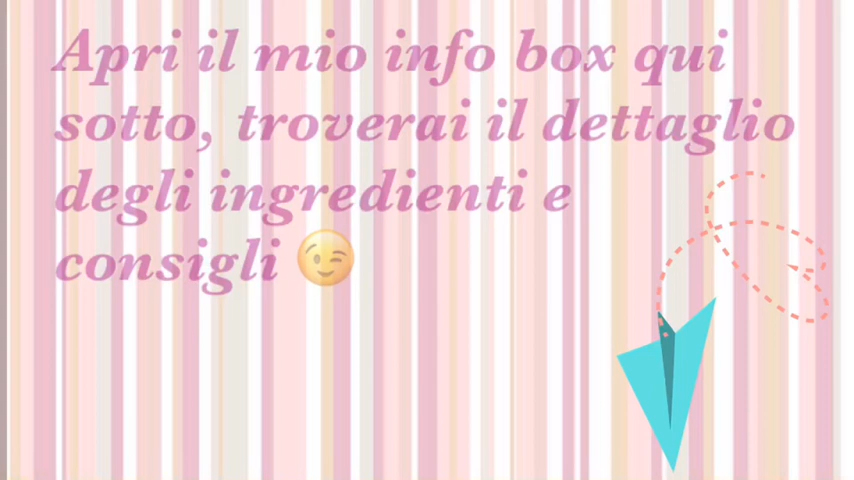 Apri il mio info box qui
sotto, troverai il dettaglio
degli ingredienti e
consigli 😉